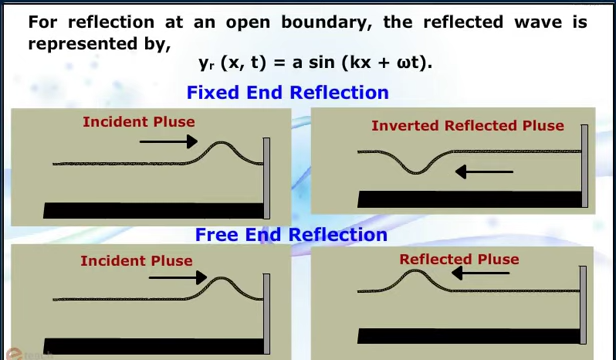 For reflection at an open boundary, the reflected wave is
represented by,
yᵣ (x, t) = a sin (kx + ωt).
Fixed End Reflection
Incident Pluse
Inverted Reflected Pluse
Free End Reflection
Incident Pluse
Reflected Pluse